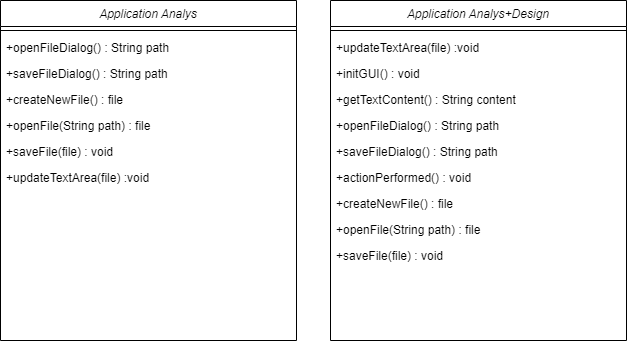 Application Analys
+openFileDialog() : String path
+saveFileDialog() : String path
+createNewFile() : file
+openFile(String path) : file
+saveFile(file) : void
+updateTextArea(file) :void
Application Analys+Design
+updateTextArea(file) :void
+initGUI() : void
+getTextContent() : String content
+openFileDialog() : String path
+saveFileDialog() : String path
+actionPerformed() : void
+createNewFile() : file
+openFile(String path) : file
+saveFile(file) : void